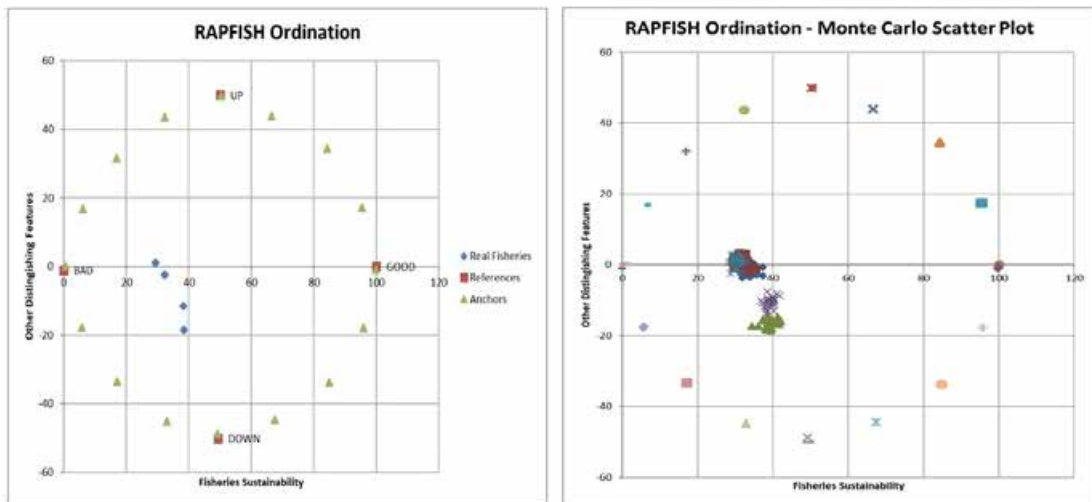 RAPFISH Ordination
60
UP
40
20
Other Distingishing Features
0
BAD
GOOD
0 20 40 60 80 100 120
-20
-40
DOWN
-60
Fisheries Sustainability
Real Fisheries
References
Anchors
RAPFISH Ordination - Monte Carlo Scatter Plot
60
40
20
Other Distingishing Features
0
0 20 40 60 80 100 120
-20
-40
-60
Fisheries Sustainability